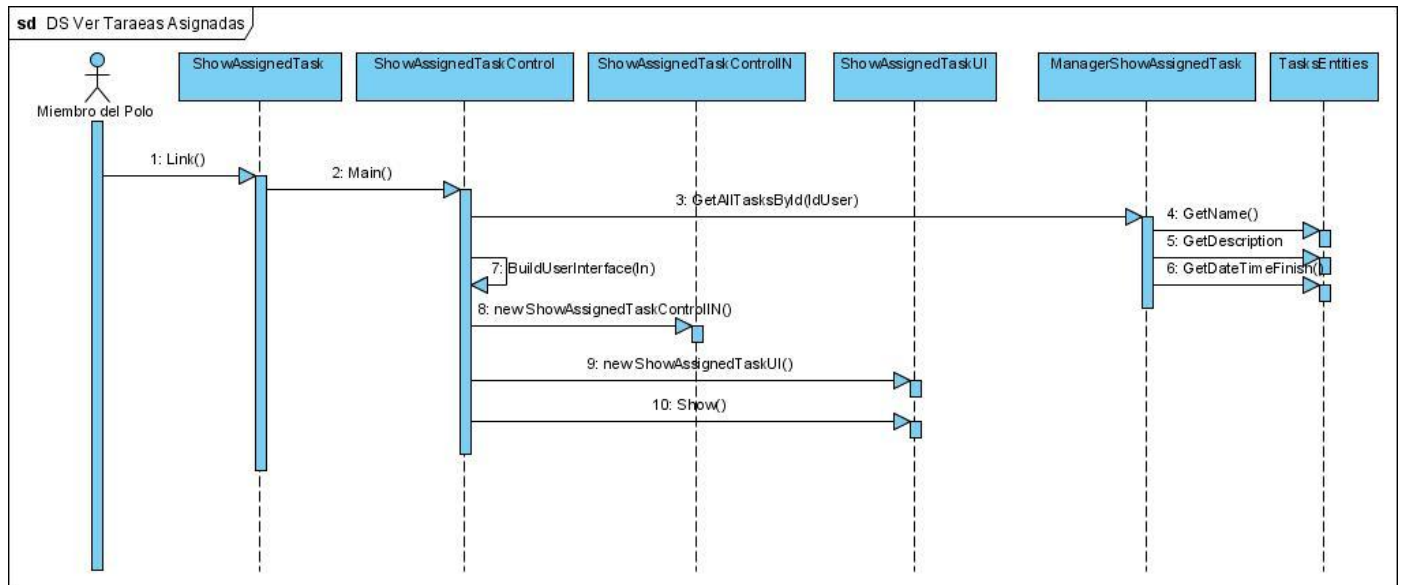 sd DS Ver Taraeas Asignadas
Miembro del Polo
ShowAssignedTask
ShowAssignedTaskControl
ShowAssignedTaskControlIN
ShowAssignedTaskUI
ManagerShowAssignedTask
TasksEntities
1: Link()
2: Main()
3: GetAllTasksById(IdUser)
4: GetName()
5: GetDescription
6: GetDateTimeFinish()
7: BuildUserInterface(In)
8: newShowAssignedTaskControlIN()
9: newShowAssignedTaskUI()
10: Show()